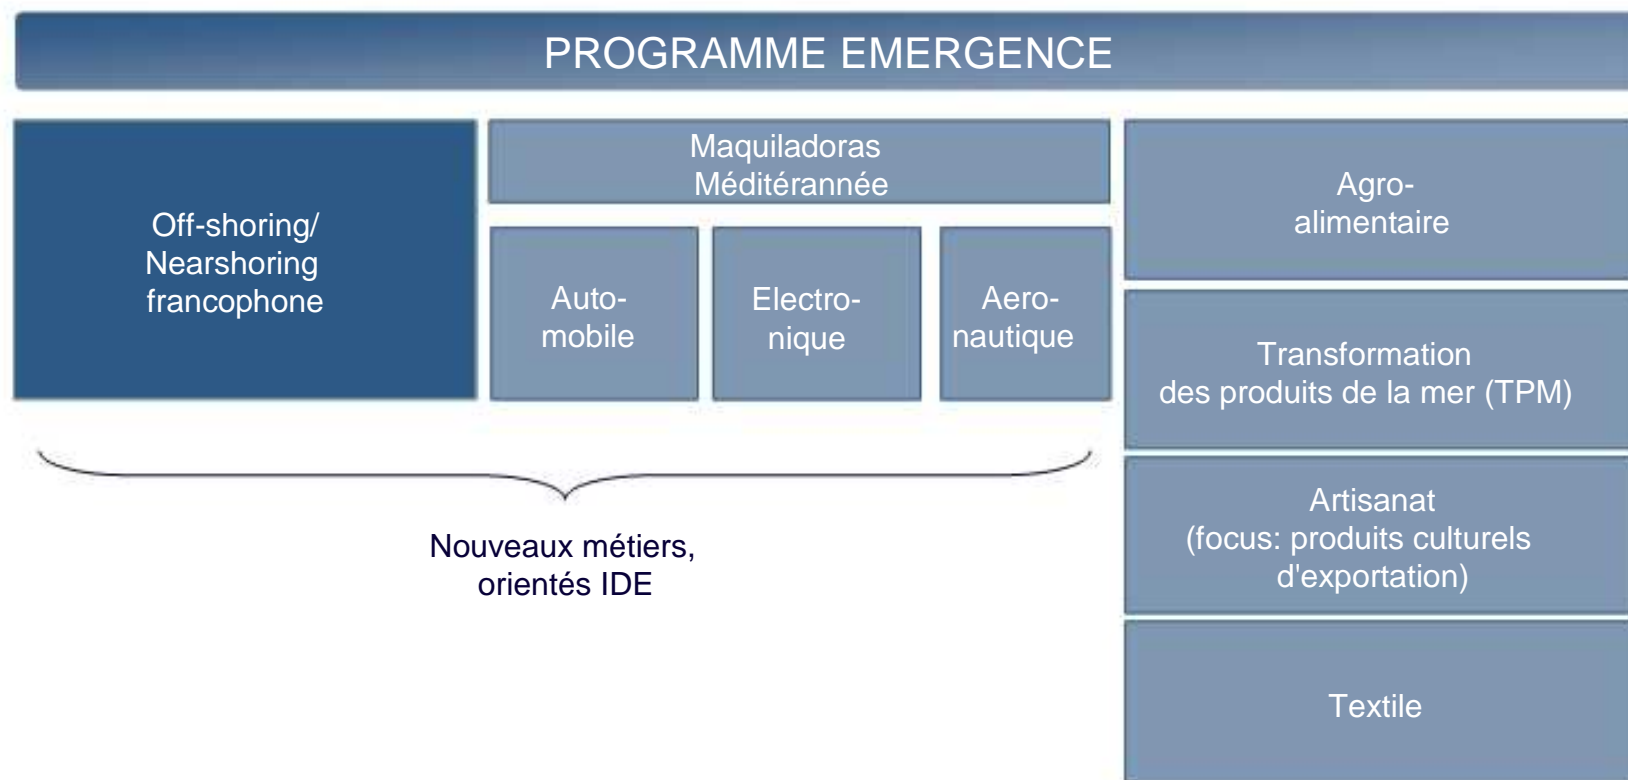 PROGRAMME EMERGENCE
Off-shoring/
Nearshoring
francophone
Maquiladoras
Méditérannée
Auto-
mobile
Electro-
nique
Aero-
nautique
Nouveaux métiers,
orientés IDE
Agro-
alimentaire
Transformation
des produits de la mer (TPM)
Artisanat
(focus: produits culturels
d'exportation)
Textile